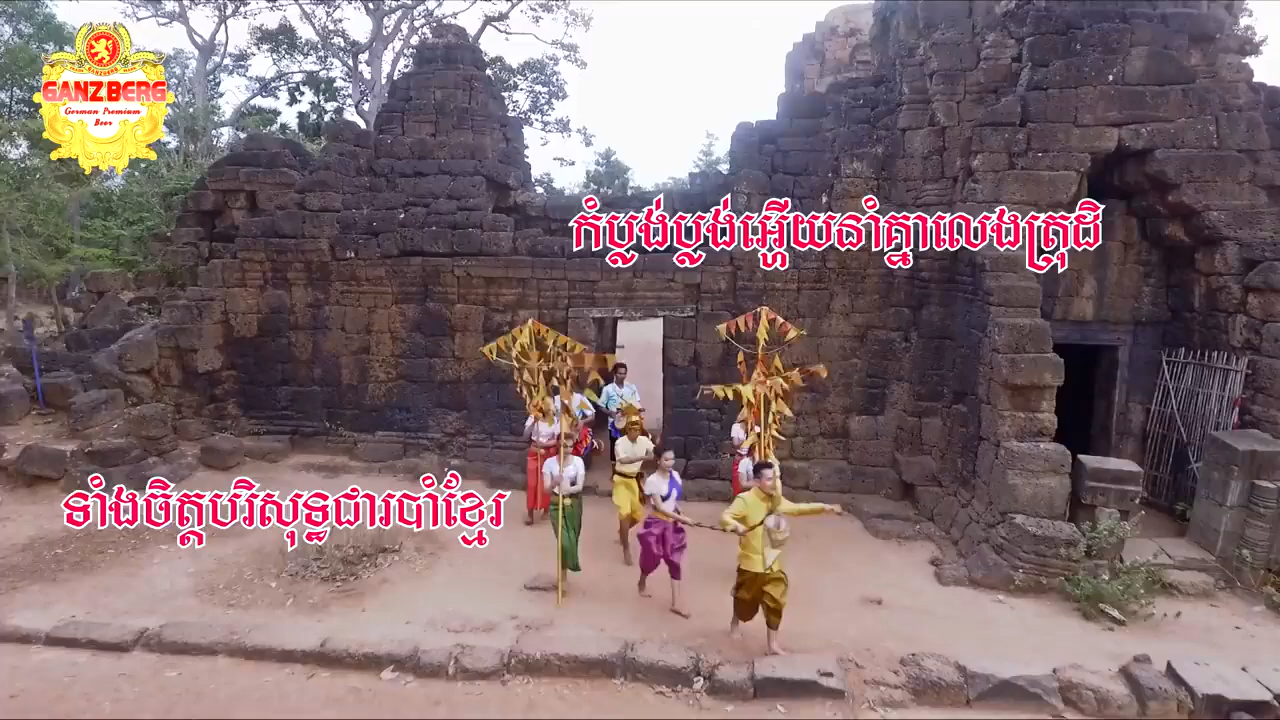 GANZBERG
German Premium
Beer
កំប្លង់ប្លង់អ្ហើយនាំគ្នាលេងត្រុដិ
ទាំងចិត្តបរិសុទ្ធជារបាំខ្មែរ